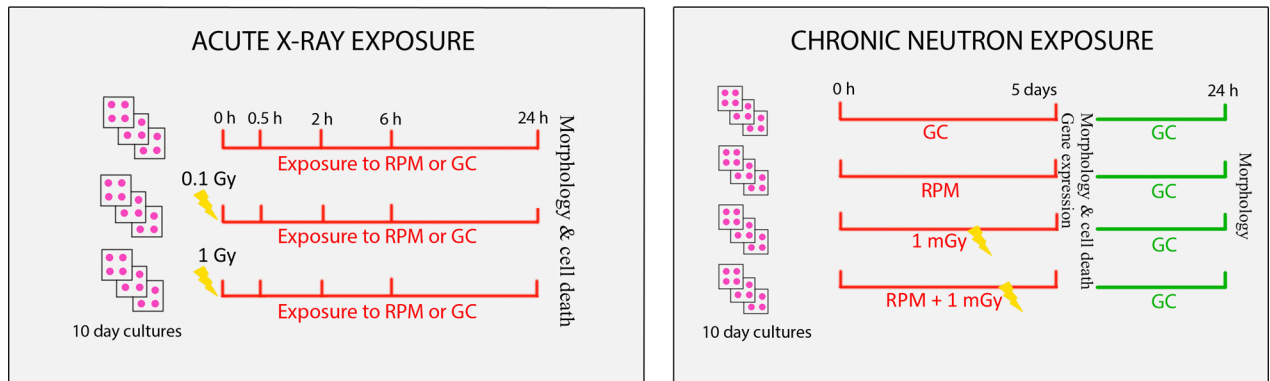 ACUTE X-RAY EXPOSURE
0 h 0.5 h 2 h 6 h 24 h
Exposure to RPM or GC
0.1 Gy
Exposure to RPM or GC
1 Gy
Exposure to RPM or GC
10 day cultures
Morphology & cell death
CHRONIC NEUTRON EXPOSURE
0 h 5 days 24 h
GC GC
RPM GC
1 mGy GC
RPM + 1 mGy GC
10 day cultures
Morphology & cell death
Gene expression
Morphology